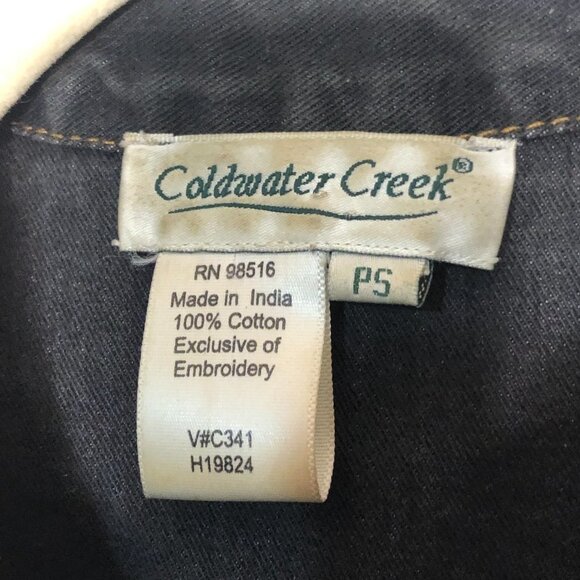 Coldwater Creek®
PS
RN 98516
Made in India
100% Cotton
Exclusive of
Embroidery
V#C341
H19824